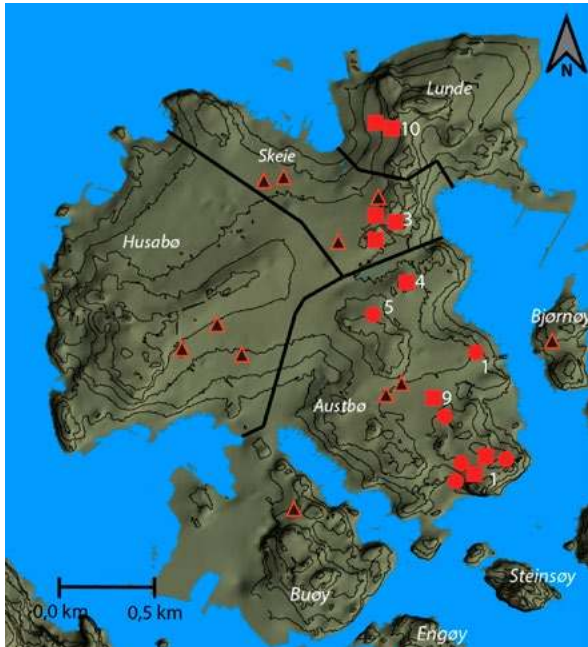 N
Lunde
10
Skeie
3
Husabø
4
5
Bjørnøy
1
9
Austbø
1
Steinsøy
Buøy
0,0 km
0,5 km
Engøy